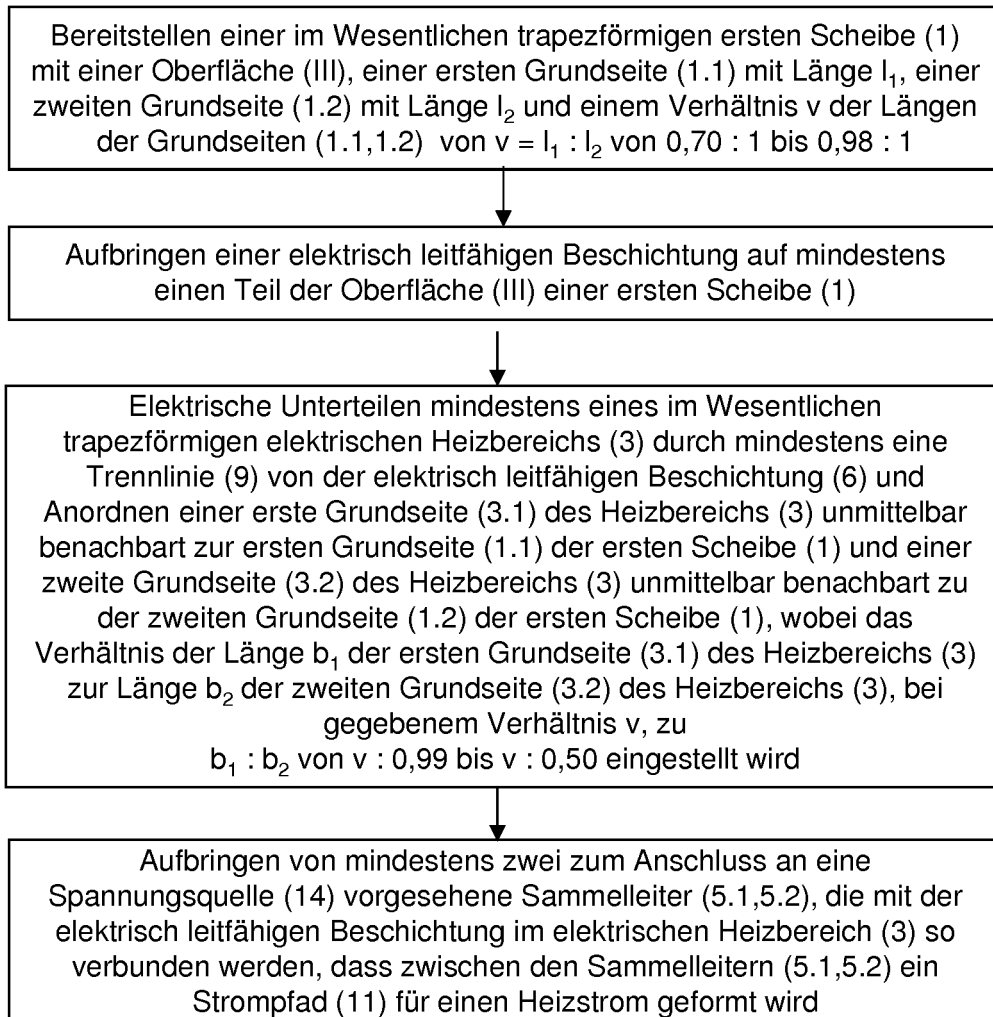 Bereitstellen einer im Wesentlichen trapezförmigen ersten Scheibe (1)
mit einer Oberfläche (III), einer ersten Grundseite (1.1) mit Länge l₁, einer
zweiten Grundseite (1.2) mit Länge l₂ und einem Verhältnis v der Längen
der Grundseiten (1.1,1.2) von v = l₁ : l₂ von 0,70 : 1 bis 0,98 : 1
Aufbringen einer elektrisch leitfähigen Beschichtung auf mindestens
einen Teil der Oberfläche (III) einer ersten Scheibe (1)
Elektrische Unterteilen mindestens eines im Wesentlichen
trapezförmigen elektrischen Heizbereichs (3) durch mindestens eine
Trennlinie (9) von der elektrisch leitfähigen Beschichtung (6) und
Anordnen einer erste Grundseite (3.1) des Heizbereichs (3) unmittelbar
benachbart zur ersten Grundseite (1.1) der ersten Scheibe (1) und einer
zweite Grundseite (3.2) des Heizbereichs (3) unmittelbar benachbart zu
der zweiten Grundseite (1.2) der ersten Scheibe (1), wobei das
Verhältnis der Länge b₁ der ersten Grundseite (3.1) des Heizbereichs (3)
zur Länge b₂ der zweiten Grundseite (3.2) des Heizbereichs (3), bei
gegebenem Verhältnis v, zu
b₁ : b₂ von v : 0,99 bis v : 0,50 eingestellt wird
Aufbringen von mindestens zwei zum Anschluss an eine
Spannungsquelle (14) vorgesehene Sammelleiter (5.1,5.2), die mit der
elektrisch leitfähigen Beschichtung im elektrischen Heizbereich (3) so
verbunden werden, dass zwischen den Sammelleitern (5.1,5.2) ein
Strompfad (11) für einen Heizstrom geformt wird